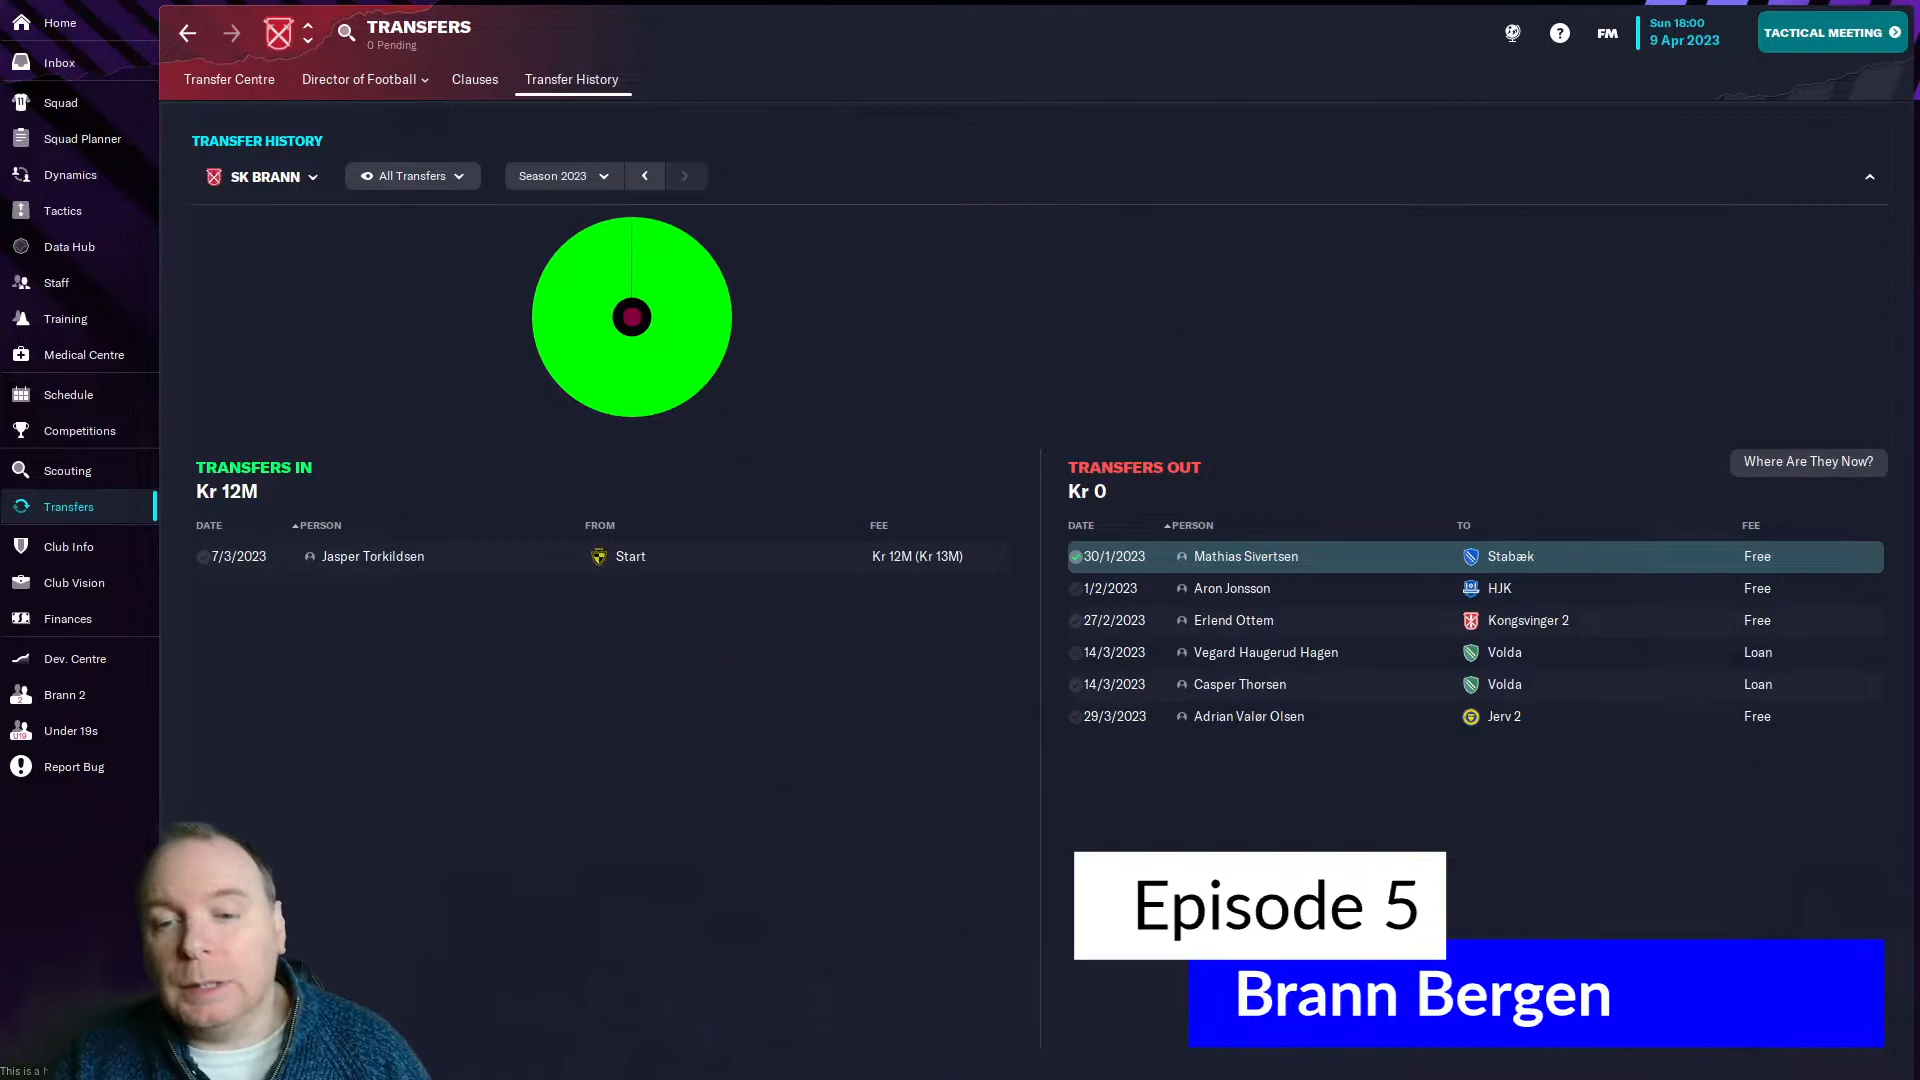 Home
Inbox
Squad
Squad Planner
Dynamics
Tactics
Data Hub
Staff
Training
Medical Centre
Schedule
Competitions
Scouting
Transfers
Club Info
Club Vision
Finances
Dev. Centre
2
Brann 2
U19
Under 19s
Report Bug
This is a
TRANSFERS
0 Pending
?
FM
Sun 18:00
9 Apr 2023
TACTICAL MEETING
Transfer Centre Director of Football Clauses Transfer History
TRANSFER HISTORY
SK BRANN All Transfers Season 2023
TRANSFERS IN
Kr 12M
DATE PERSON FROM FEE
7/3/2023 Jasper Torkildsen Start Kr 12M (Kr 13M)
TRANSFERS OUT
Kr 0
Where Are They Now?
DATE PERSON TO FEE
30/1/2023 Mathias Sivertsen Stabæk Free
1/2/2023 Aron Jonsson HJK Free
27/2/2023 Erlend Ottem Kongsvinger 2 Free
14/3/2023 Vegard Haugerud Hagen Volda Loan
14/3/2023 Casper Thorsen Volda Loan
29/3/2023 Adrian Valør Olsen Jerv 2 Free
Episode 5
Brann Bergen